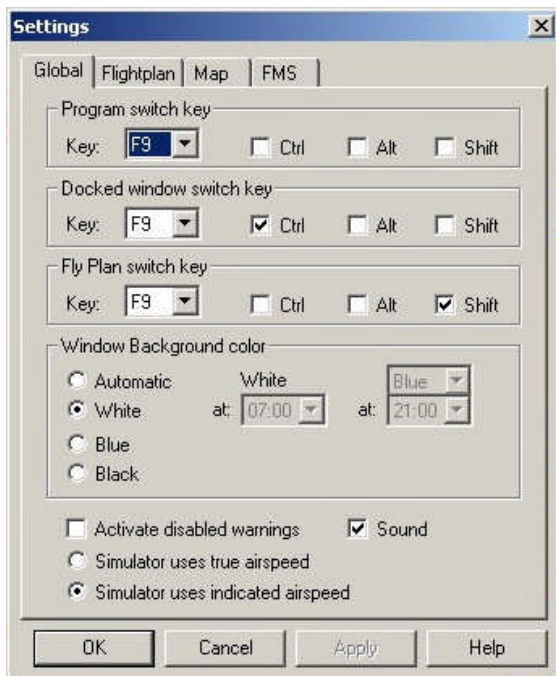 Settings
Global Flightplan Map FMS
Program switch key
Key: F9 Ctrl Alt Shift
Docked window switch key
Key: F9 Ctrl Alt Shift
Fly Plan switch key
Key: F9 Ctrl Alt Shift
Window Background color
Automatic White Blue
White at: 07:00 at: 21:00
Blue
Black
Activate disabled warnings Sound
Simulator uses true airspeed
Simulator uses indicated airspeed
OK Cancel Apply Help